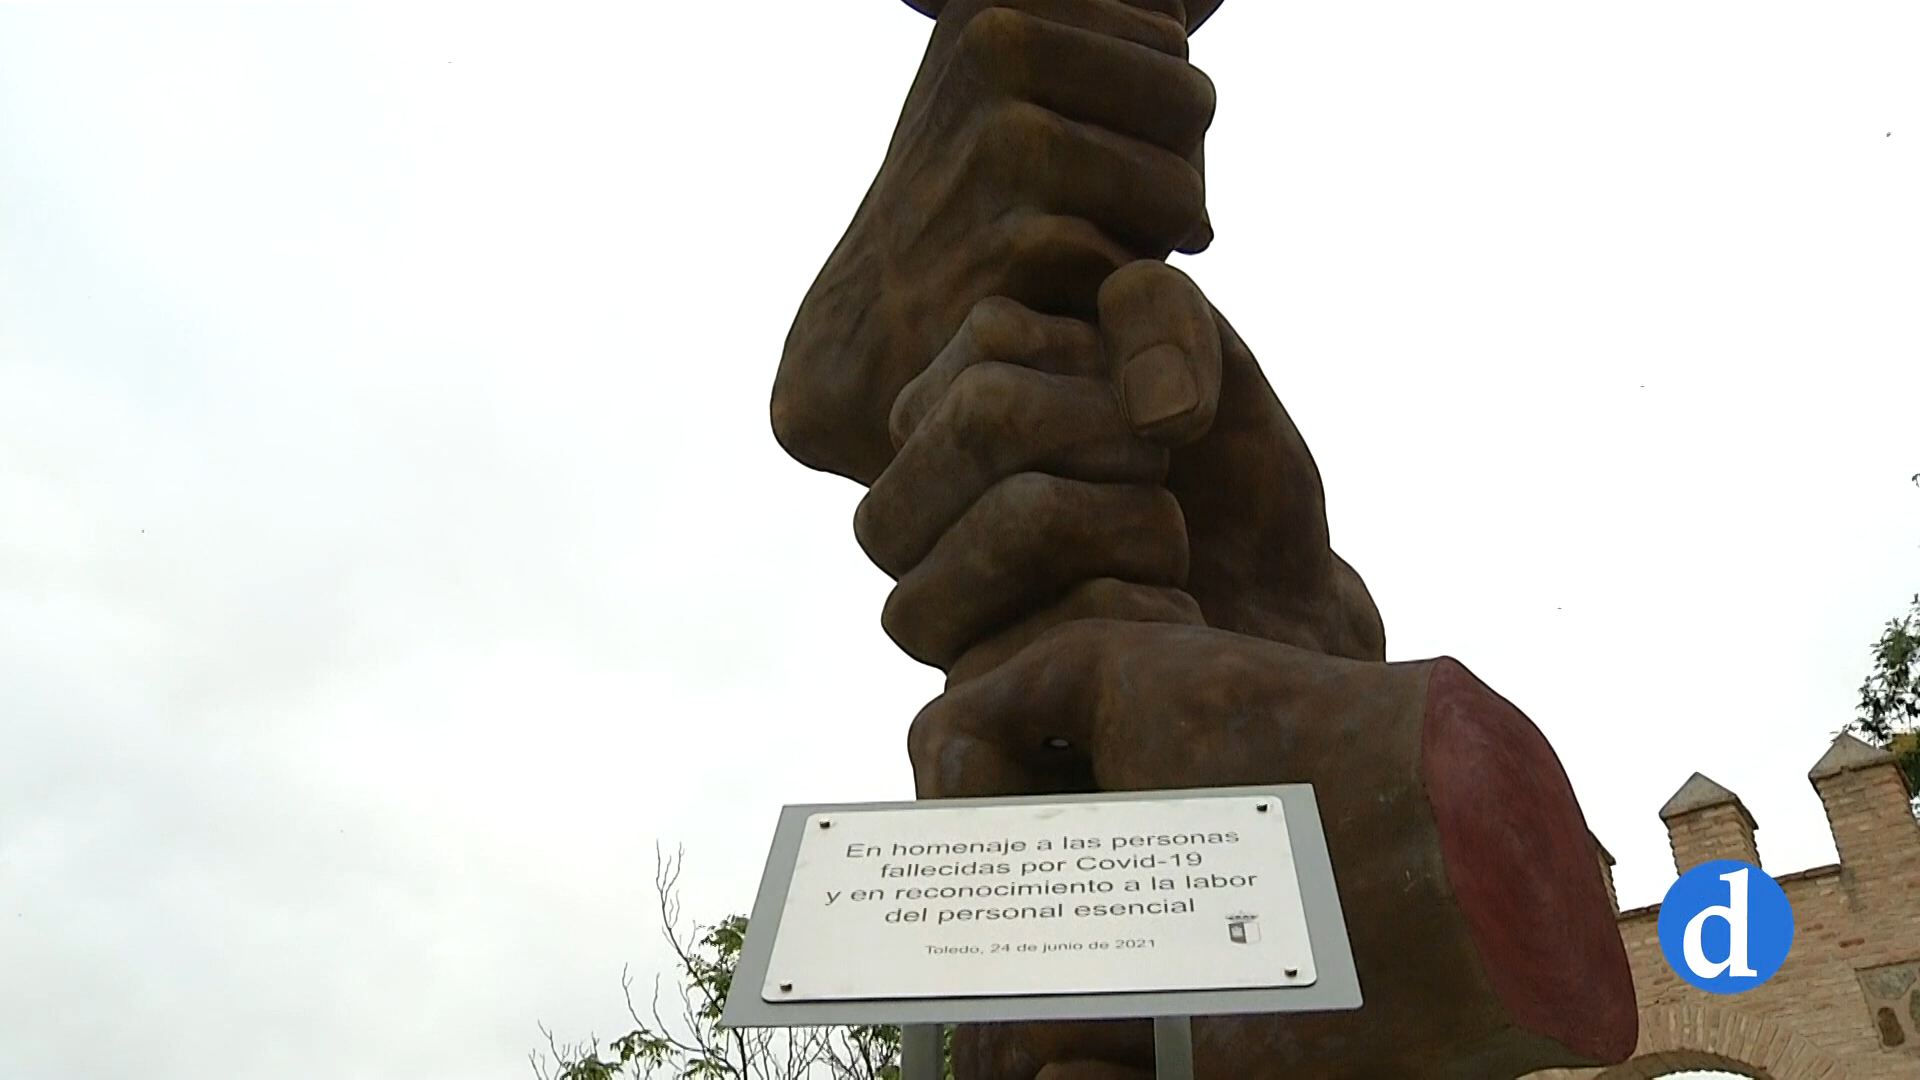 En homenaje a las personas
fallecidas por Covid-19
y en reconocimiento a la labor
del personal esencial
Toledo, 24 de junio de 2021
d